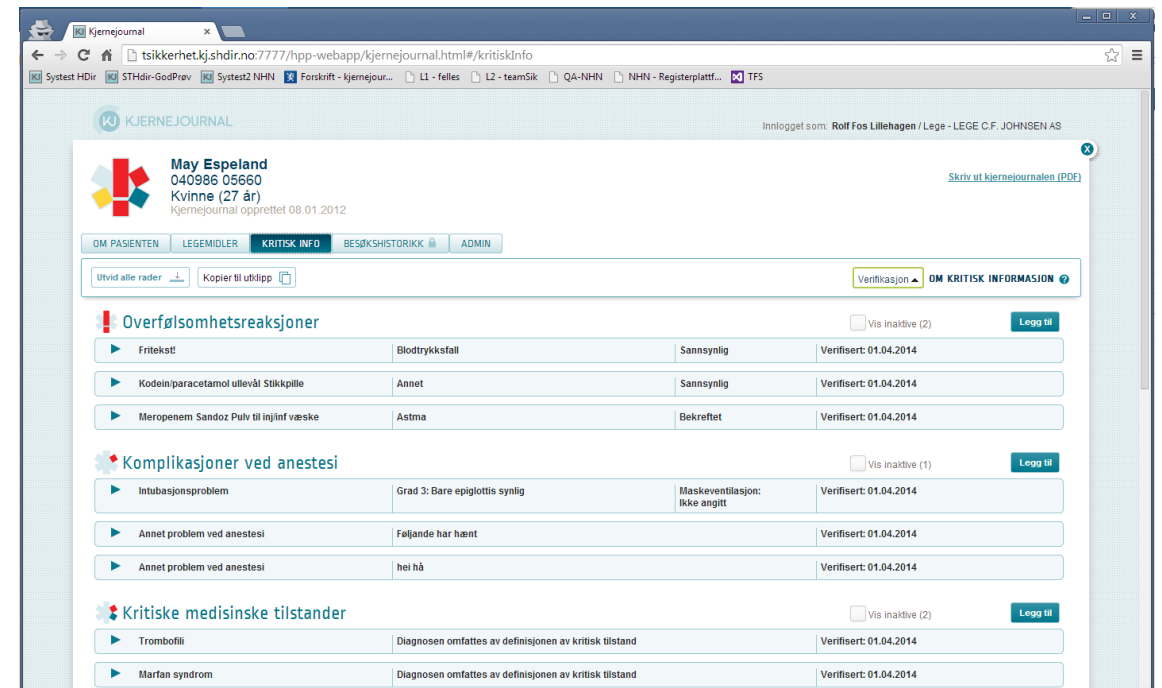 Kjernejournal
tsikkerhet.kj.shdir.no:7777/hpp-webapp/kjernejournal.html#/kritiskInfo
Systest HDir STHdir-GodPrøv Systest2 NHN Forskrift - kjernejour... L1 - felles L2 - teamSik QA-NHN NHN - Registerplattf... TFS
KJ KJERNEJOURNAL
Innlogget som: Rolf Fos Lillehagen / Lege - LEGE C.F. JOHNSEN AS
X
May Espeland
040986 05660
Kvinne (27 år)
Kjernejournal opprettet 08.01.2012
Skriv ut kjernejournalen (PDF)
OM PASIENTEN LEGEMIDLER KRITISK INFO BESØKSHISTORIKK ADMIN
Utvid alle rader Kopier til utklipp Verifikasjon OM KRITISK INFORMASJON ?
Overfølsomhetsreaksjoner Vis inaktive (2) Legg til
Fritekst! Blodtrykksfall Sannsynlig Verifisert: 01.04.2014
Kodein/paracetamol ullevål Stikkpille Annet Sannsynlig Verifisert: 01.04.2014
Meropenem Sandoz Pulv til inj/inf væske Astma Bekreftet Verifisert: 01.04.2014
Komplikasjoner ved anestesi Vis inaktive (1) Legg til
Intubasjonsproblem Grad 3: Bare epiglottis synlig Maskeventilasjon: Verifisert: 01.04.2014
Ikke angitt
Annet problem ved anestesi Føljande har hænt Verifisert: 01.04.2014
Annet problem ved anestesi hei hå Verifisert: 01.04.2014
Kritiske medisinske tilstander Vis inaktive (2) Legg til
Trombofili Diagnosen omfattes av definisjonen av kritisk tilstand Verifisert: 01.04.2014
Marfan syndrom Diagnosen omfattes av definisjonen av kritisk tilstand Verifisert: 01.04.2014